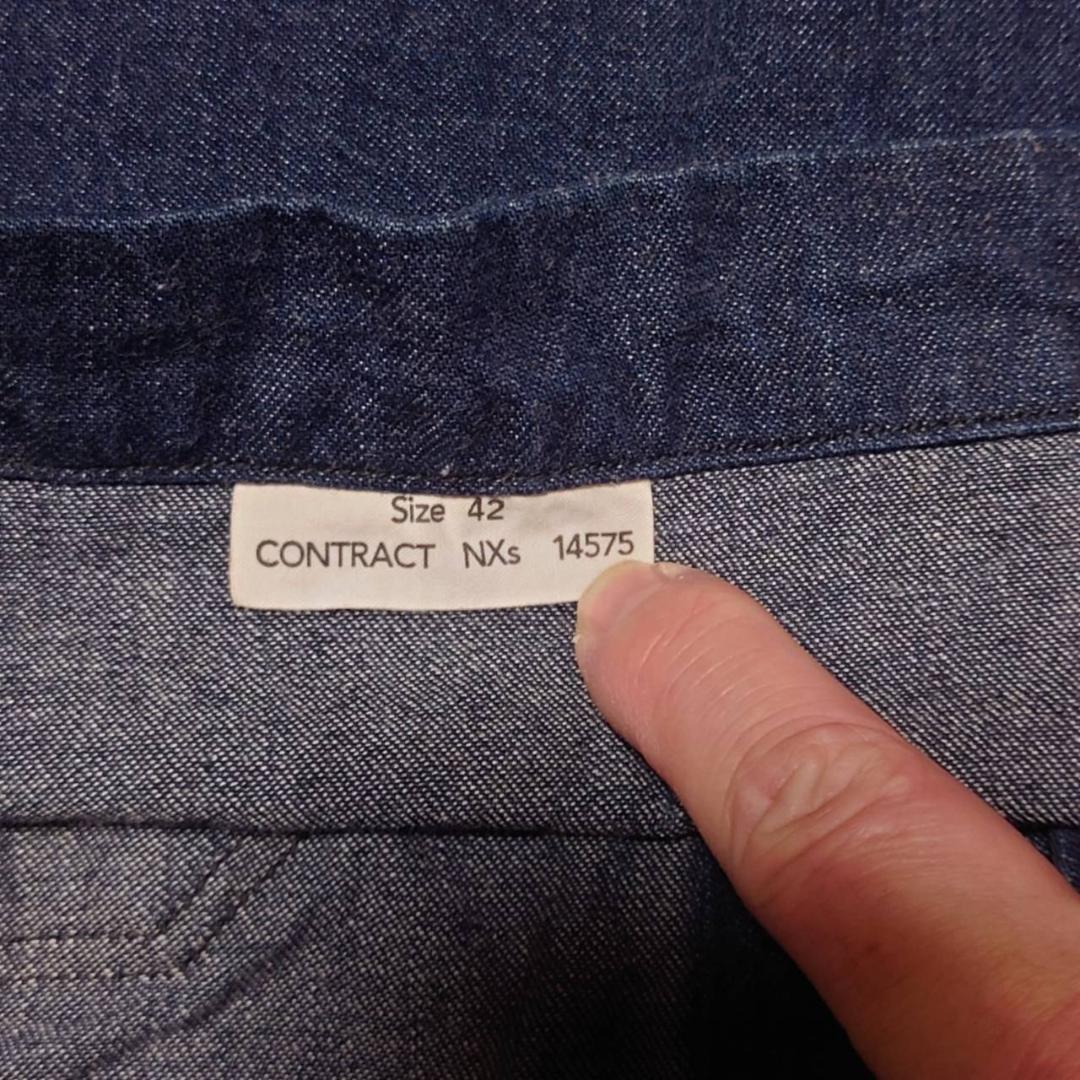 Size 42
CONTRACT NXs 14575